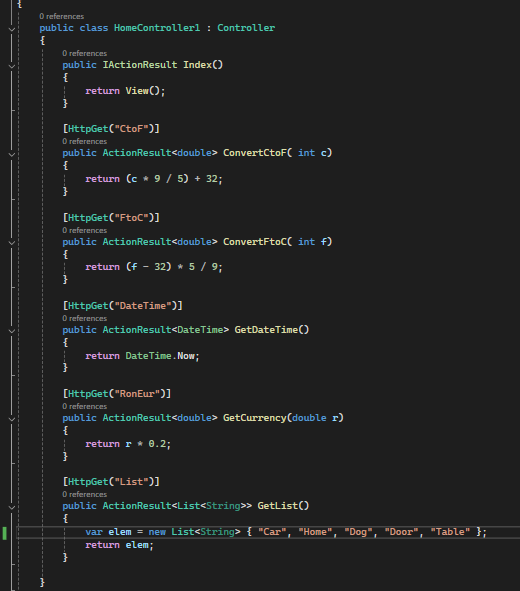 {
0 references
public class HomeController1 : Controller
{
0 references
public IActionResult Index()
{
return View();
}
[HttpGet("CtoF")]
0 references
public ActionResult<double> ConvertCtoF( int c)
{
return (c * 9 / 5) + 32;
}
[HttpGet("FtoC")]
0 references
public ActionResult<double> ConvertFtoC( int f)
{
return (f - 32) * 5 / 9;
}
[HttpGet("DateTime")]
0 references
public ActionResult<DateTime> GetDateTime()
{
return DateTime.Now;
}
[HttpGet("RonEur")]
0 references
public ActionResult<double> GetCurrency(double r)
{
return r * 0.2;
}
[HttpGet("List")]
0 references
public ActionResult<List<String>> GetList()
{
var elem = new List<String> { "Car", "Home", "Dog", "Door", "Table" };
return elem;
}
}